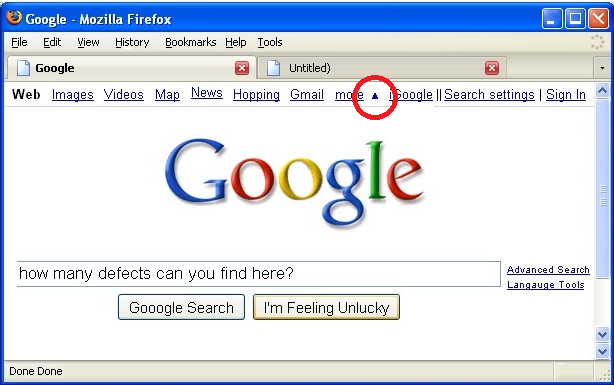 Google - Mozilla Firefox
File Edit View History Bookmarks Help Tools
Google Untitled)
Web Images Videos Map News Hopping Gmail more ▲ iGoogle || Search settings | Sign In
Google
how many defects can you find here?
Advanced Search
Langauge Tools
Gooogle Search I'm Feeling Unlucky
Done Done